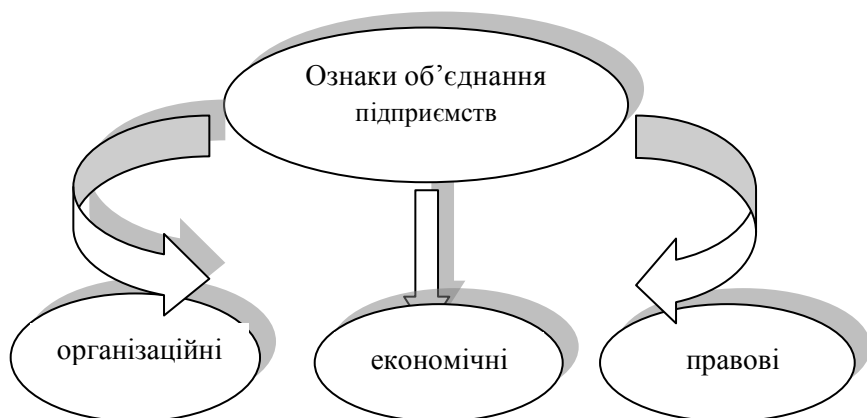 Ознаки об’єднання
підприємств
організаційні
економічні
правові